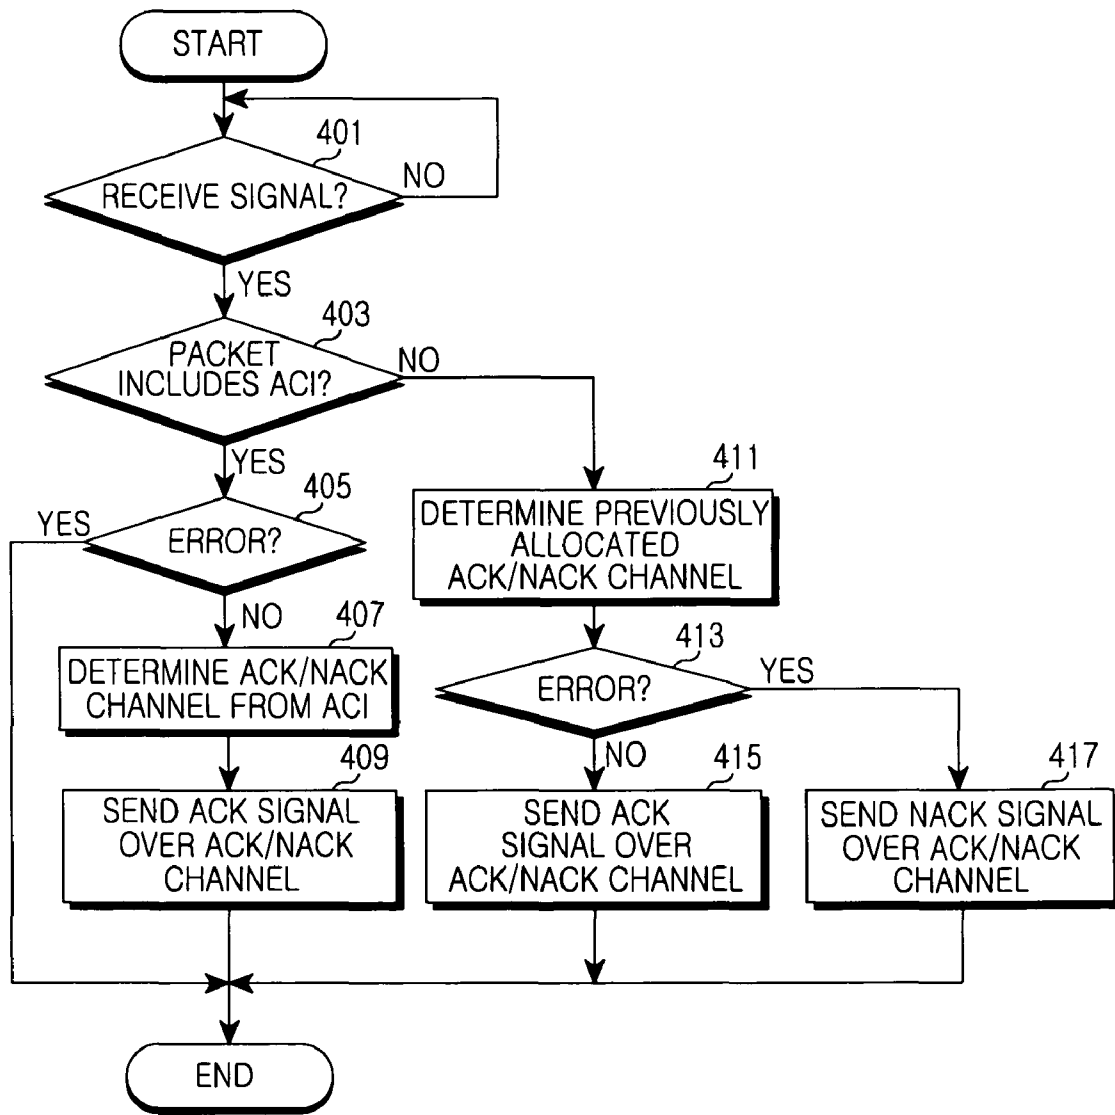 START
401
RECEIVE SIGNAL?
NO
YES
403
PACKET
INCLUDES ACI?
NO
YES
405
YES
ERROR?
NO
411
DETERMINE PREVIOUSLY
ALLOCATED
ACK/NACK CHANNEL
407
DETERMINE ACK/NACK
CHANNEL FROM ACI
413
ERROR?
YES
NO
409
SEND ACK SIGNAL
OVER ACK/NACK
CHANNEL
415
SEND ACK
SIGNAL OVER
ACK/NACK CHANNEL
417
SEND NACK SIGNAL
OVER ACK/NACK
CHANNEL
END